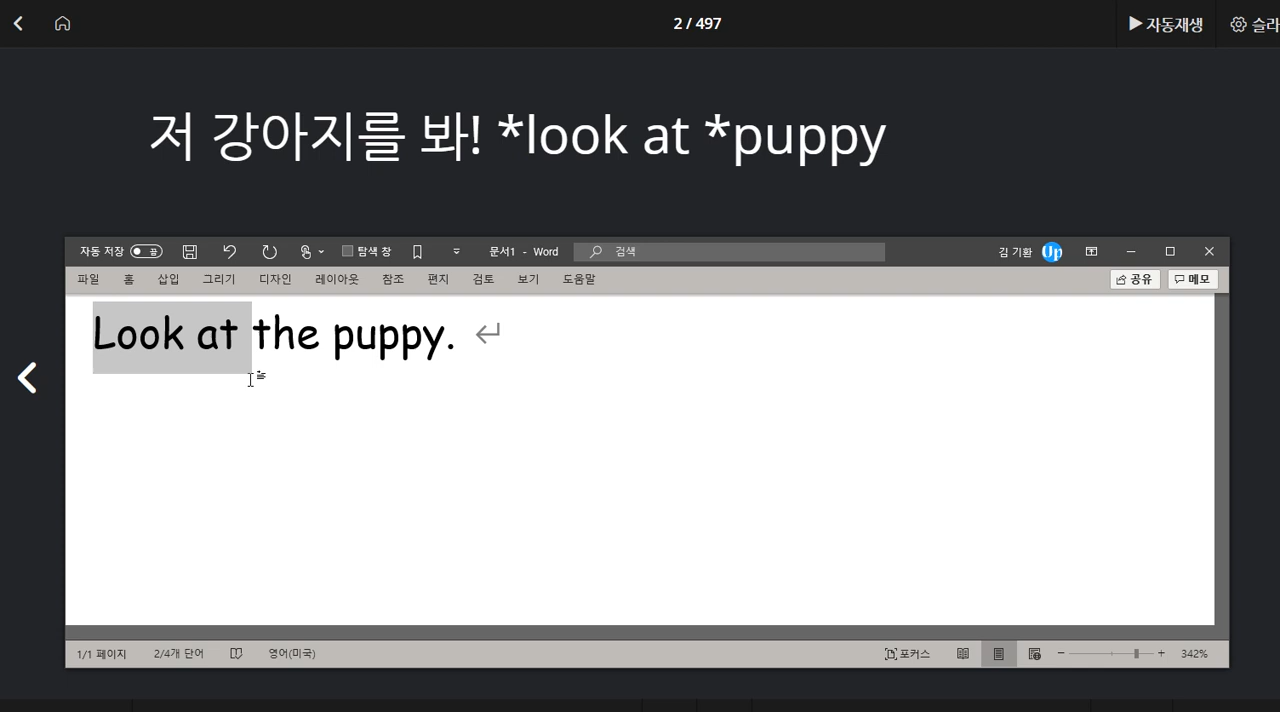 2 / 497
▶ 자동재생
슬라
저 강아지를 봐! *look at *puppy
자동 저장 끔 탐색 창 문서1 - Word 검색 김 기환 Up
파일 홈 삽입 그리기 디자인 레이아웃 참조 편지 검토 보기 도움말 공유 메모
Look at the puppy. ↵
1/1 페이지 2/4개 단어 영어(미국) 포커스 − + 342%